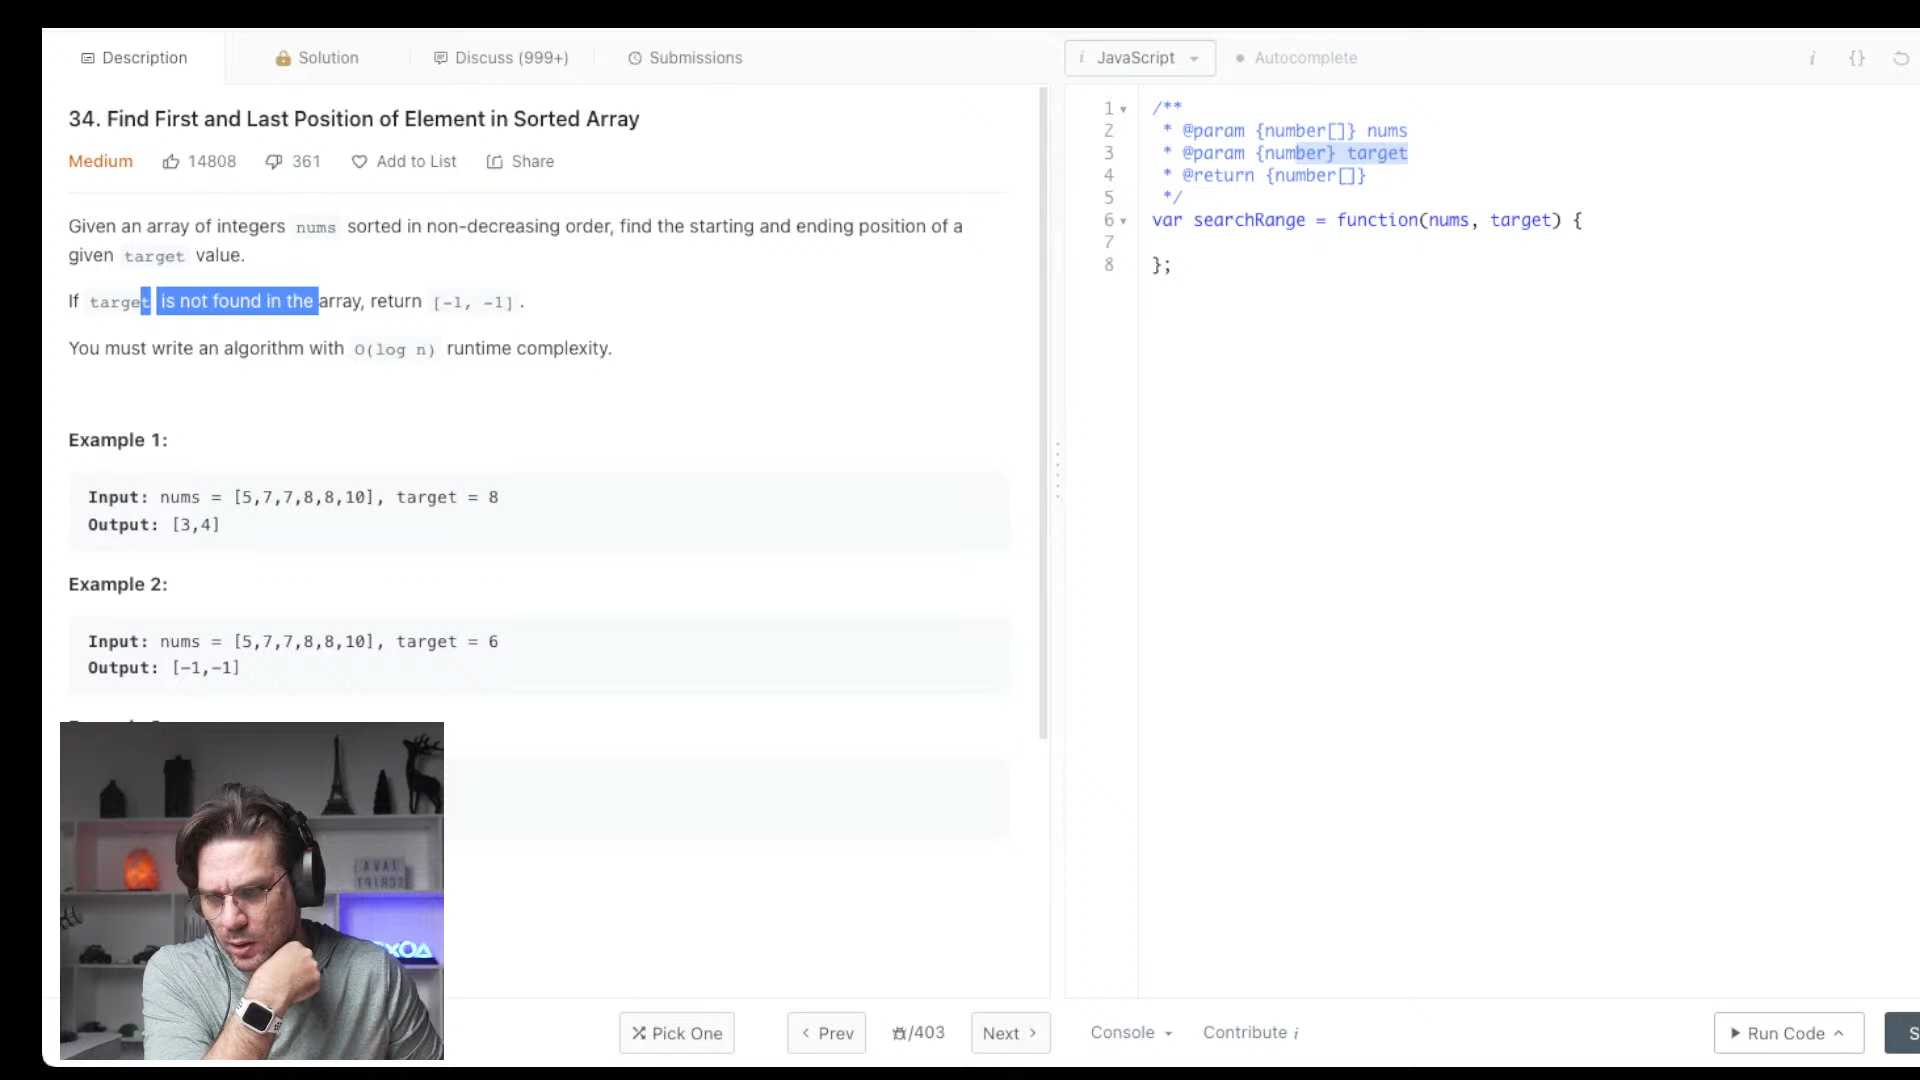 Description
Solution
Discuss (999+)
Submissions
i JavaScript
Autocomplete
i {}
34. Find First and Last Position of Element in Sorted Array
Medium 14808 361 Add to List Share
Given an array of integers nums sorted in non-decreasing order, find the starting and ending position of a
given target value.
If target is not found in the array, return [-1, -1].
You must write an algorithm with O(log n) runtime complexity.
Example 1:
Input: nums = [5,7,7,8,8,10], target = 8
Output: [3,4]
Example 2:
Input: nums = [5,7,7,8,8,10], target = 6
Output: [-1,-1]
1 /**
2 * @param {number[]} nums
3 * @param {number} target
4 * @return {number[]}
5 */
6 var searchRange = function(nums, target) {
7
8 };
JAVA
SCRIPT
Pick One
< Prev
/403
Next >
Console
Contribute i
Run Code
S